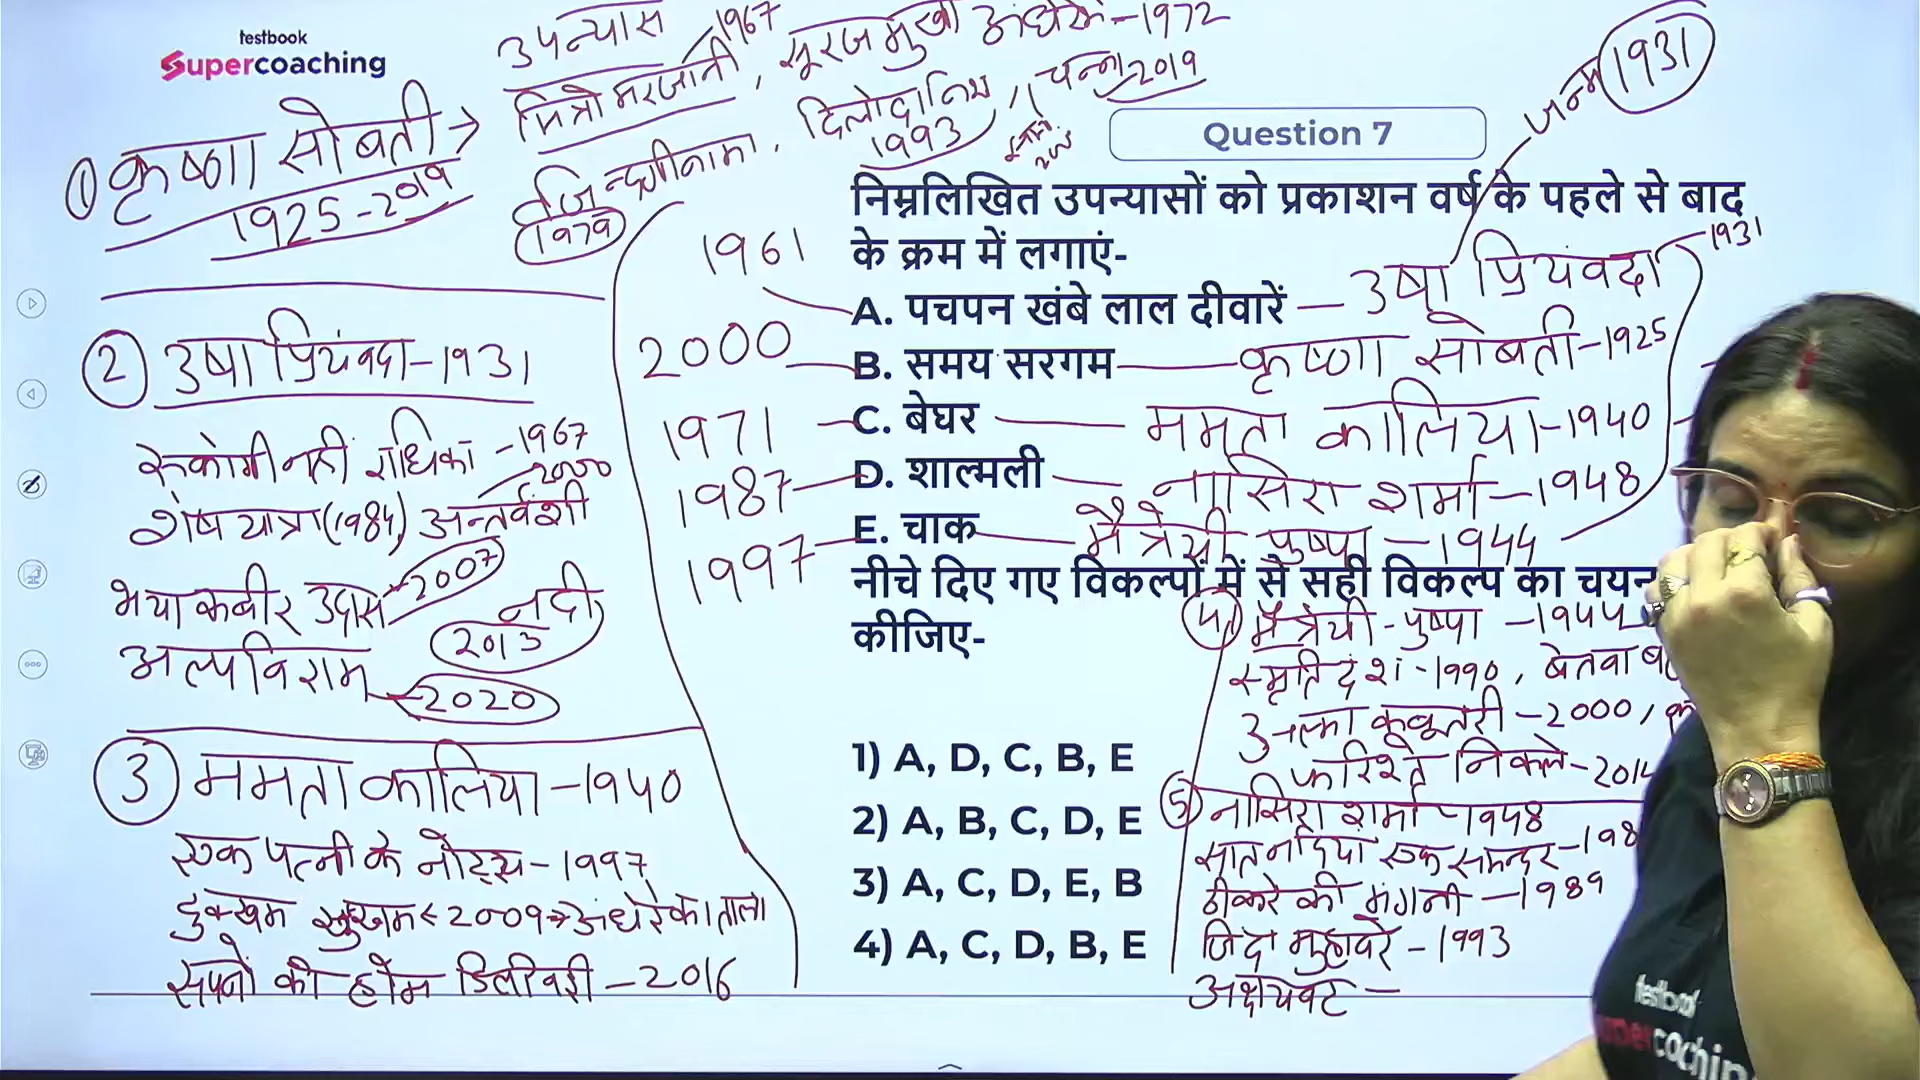 testbook
Supercoaching
उपन्यास
1967
मित्रो मरजानी, सूरजमुखी अंधेरे-1972
① कृष्णा सोबती →
1925-2019
जिन्दगीनामा, दिलोदानिश, चन्ना 2019
1979
1993
Question 7
जन्म 1931
निम्नलिखित उपन्यासों को प्रकाशन वर्ष के पहले से बाद
के क्रम में लगाएं-
1961 A. पचपन खंबे लाल दीवारें - उषा प्रियंवदा 1931
2000 B. समय सरगम - कृष्णा सोबती-1925
1971 C. बेघर - ममता कालिया-1940
1987 D. शाल्मली - नासिरा शर्मा-1948
1997 E. चाक - मैत्रेयी पुष्पा-1944
नीचे दिए गए विकल्पों में से सही विकल्प का चयन
कीजिए-
1) A, D, C, B, E
2) A, B, C, D, E
3) A, C, D, E, B
4) A, C, D, B, E
② उषा प्रियंवदा-1931
रुकोगी नहीं राधिका-1967
2000
शेष यात्रा(1984) अन्तर्वंशी
भया कबीर उदास-2007
नदी
2013
अल्पविराम-2020
③ ममता कालिया-1940
एक पत्नी के नोट्स-1997
दुक्खम सुक्खम<2009→अंधेरे का ताला
सपनों की होम डिलीवरी-2016
④ मैत्रेयी-पुष्पा-1944
स्मृति दंश-1990, बेतवा
अल्मा कबूतरी-2000,
फरिश्ते निकले-2014
⑤ नासिरा शर्मा-1948
सात नदियां एक समन्दर-198
ठीकरे की मंगनी-1989
जिंदा मुहावरे-1993
अक्षयवट-
testbook
supercoaching